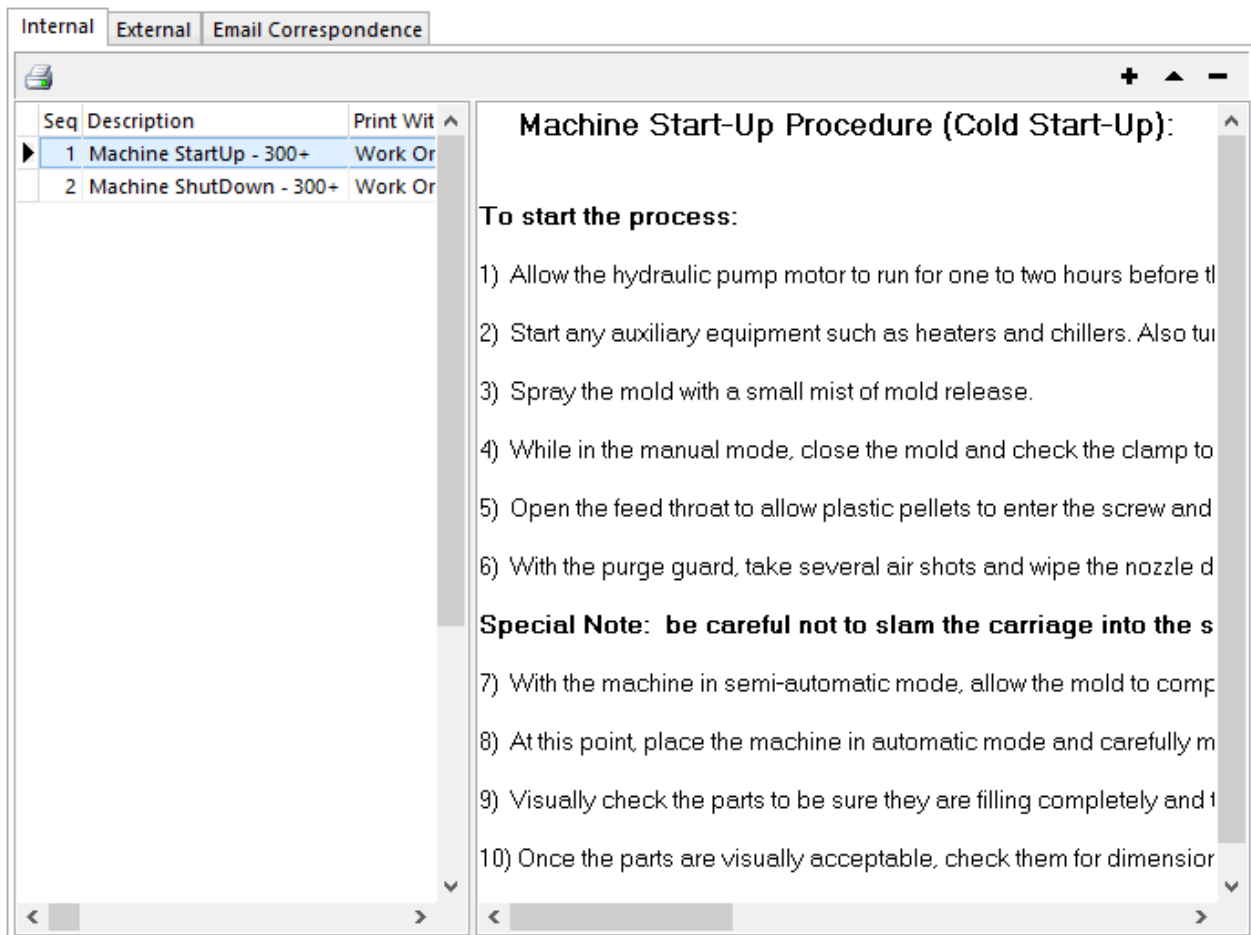 Internal External Email Correspondence
Seq Description Print Wit
1 Machine StartUp - 300+ Work Or
2 Machine ShutDown - 300+ Work Or
Machine Start-Up Procedure (Cold Start-Up):
To start the process:
1) Allow the hydraulic pump motor to run for one to two hours before
2) Start any auxiliary equipment such as heaters and chillers. Also
3) Spray the mold with a small mist of mold release.
4) While in the manual mode, close the mold and check the clamp to
5) Open the feed throat to allow plastic pellets to enter the screw and
6) With the purge guard, take several air shots and wipe the nozzle d
Special Note: be careful not to slam the carriage into the s
7) With the machine in semi-automatic mode, allow the mold to
8) At this point, place the machine in automatic mode and carefully m
9) Visually check the parts to be sure they are filling completely and
10) Once the parts are visually acceptable, check them for